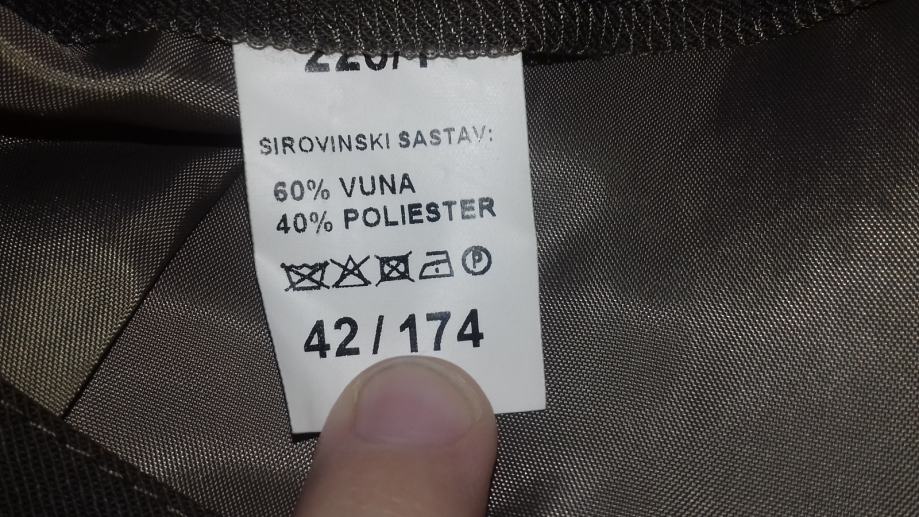 SIROVINSKI SASTAV:
60% VUNA
40% POLIESTER
P
42 / 174